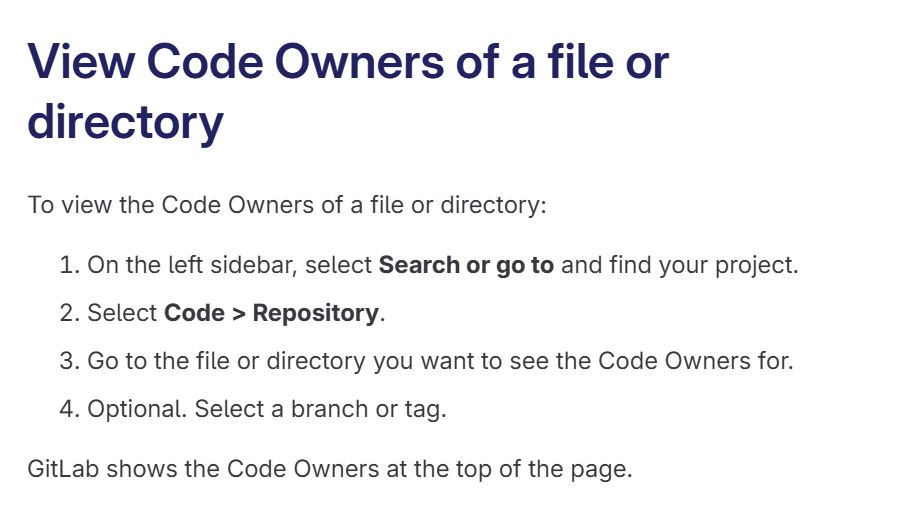 View Code Owners of a file or
directory
To view the Code Owners of a file or directory:
1. On the left sidebar, select Search or go to and find your project.
2. Select Code > Repository.
3. Go to the file or directory you want to see the Code Owners for.
4. Optional. Select a branch or tag.
GitLab shows the Code Owners at the top of the page.